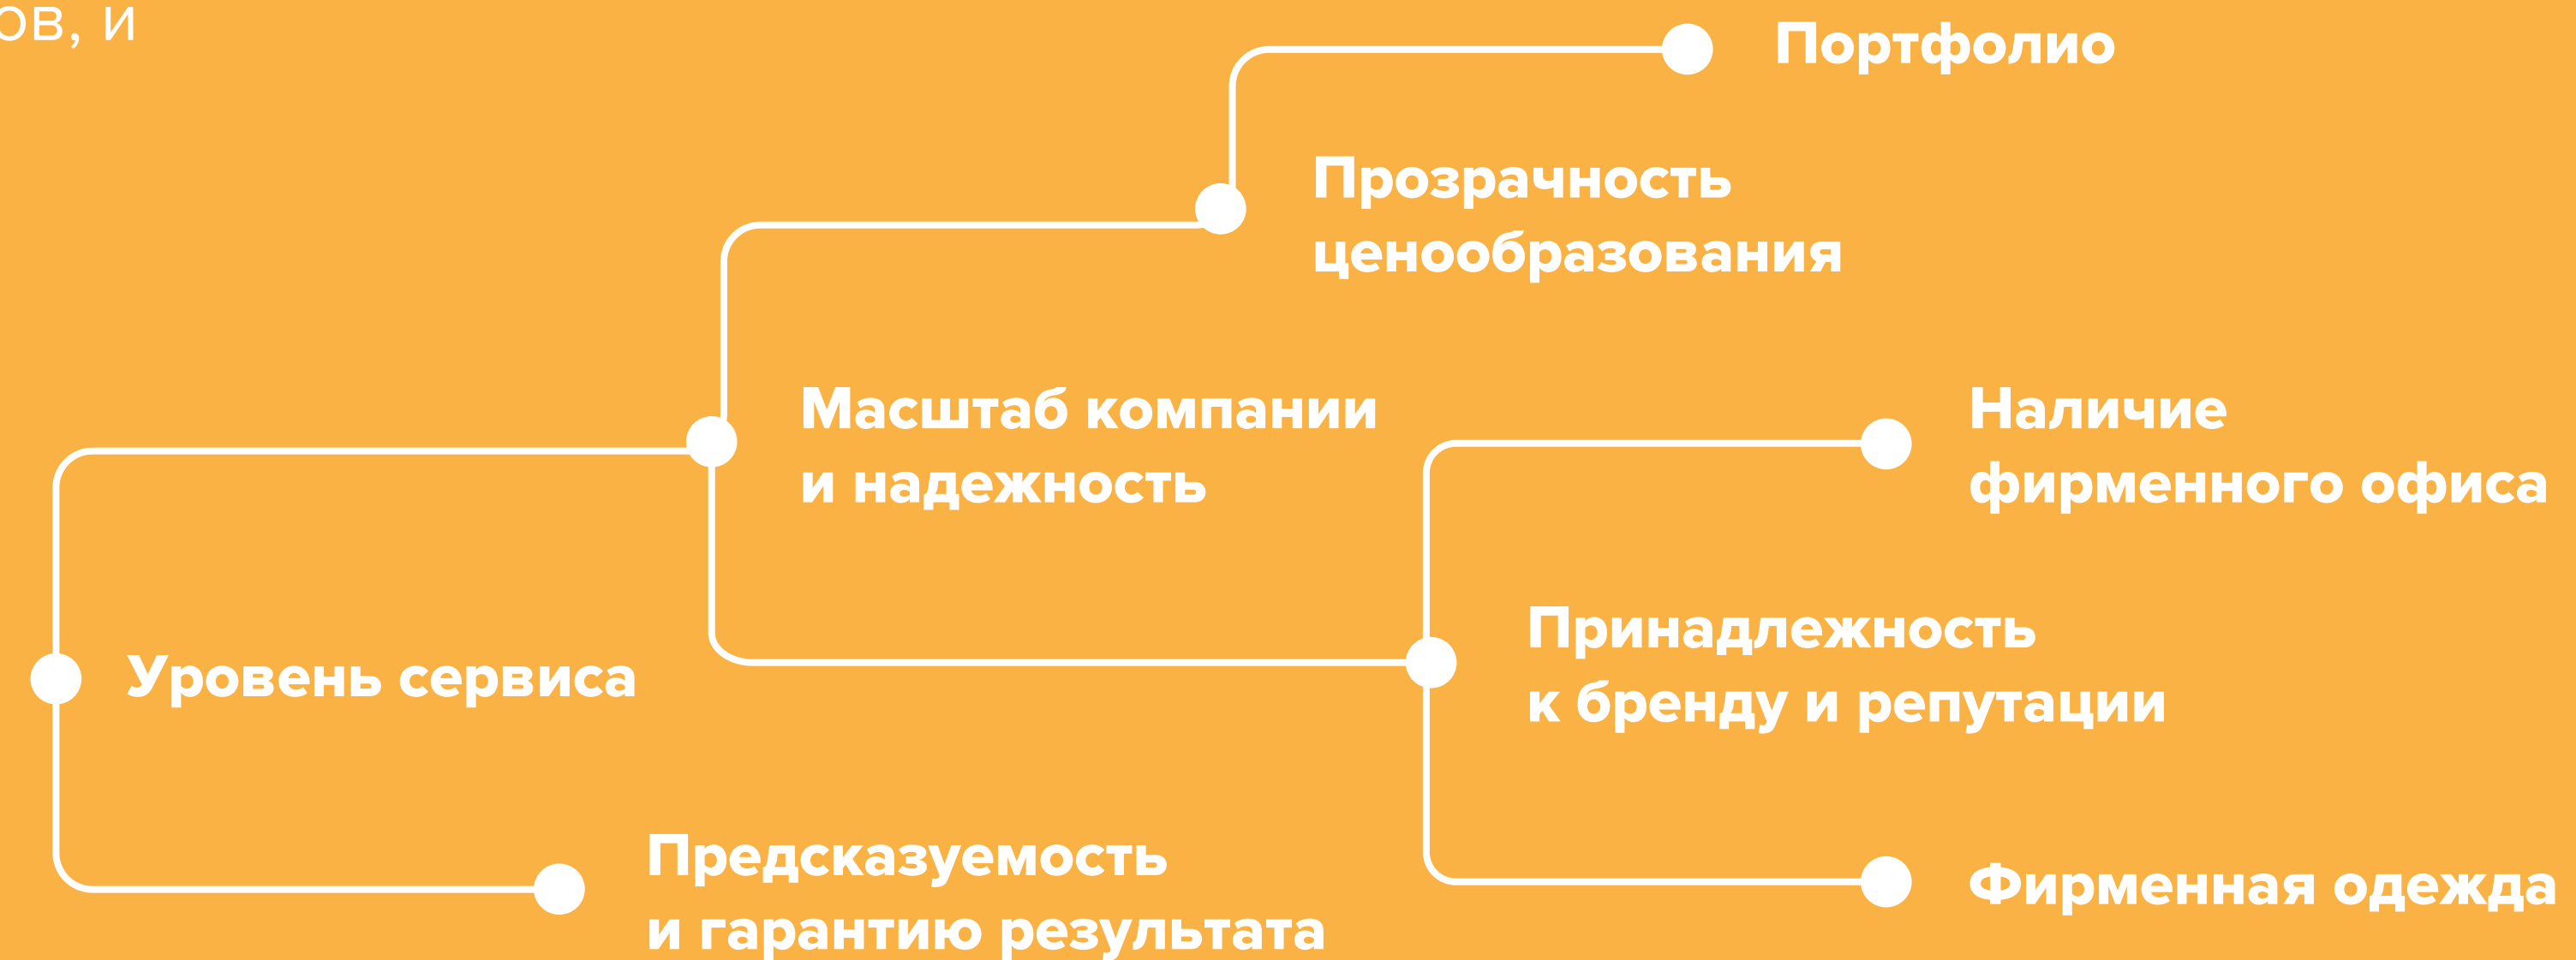 ов, и
Портфолио
Прозрачность
ценообразования
Масштаб компании
и надежность
Наличие
фирменного офиса
Принадлежность
к бренду и репутации
Уровень сервиса
Предсказуемость
и гарантию результата
Фирменная одежда